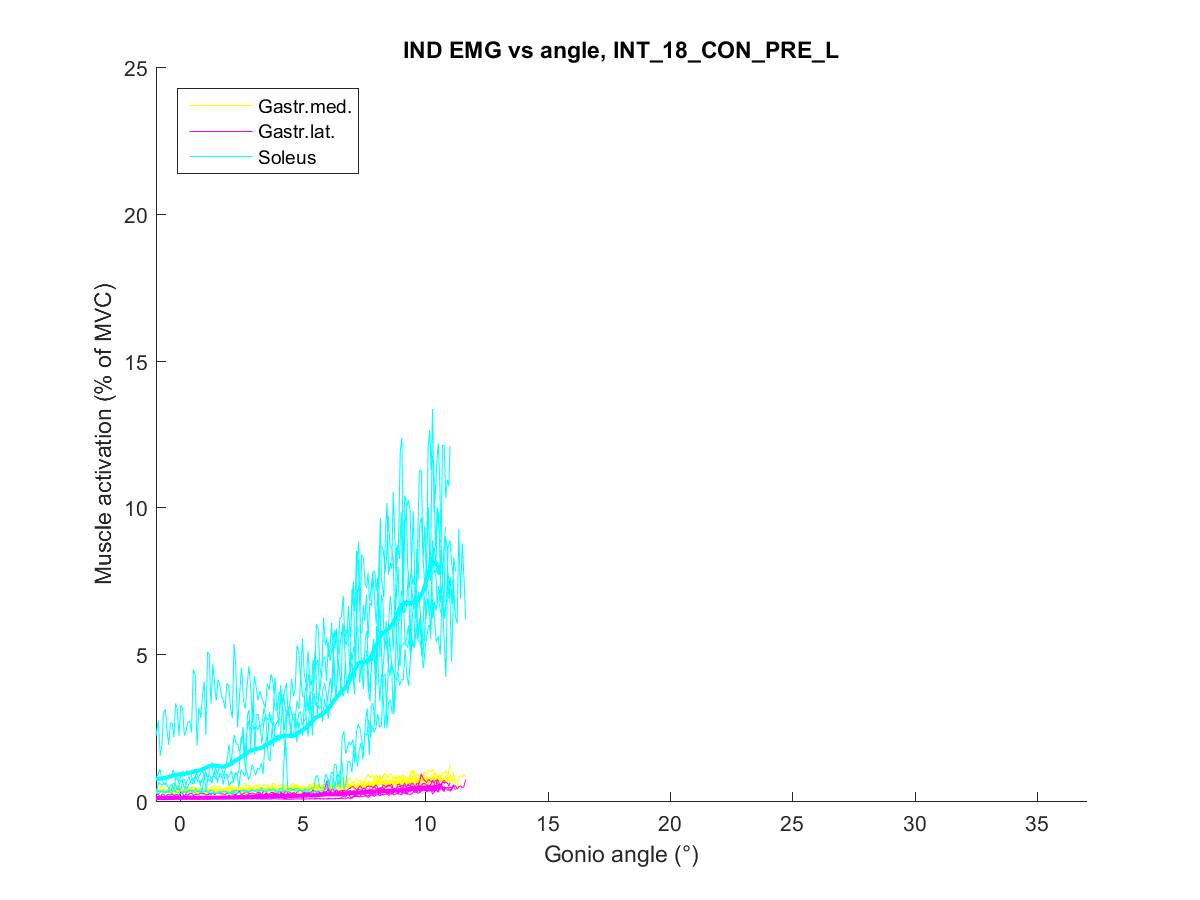 IND EMG vs angle, INT_18_CON_PRE_L
25
20
15
10
5
0
Gastr.med.
Gastr.lat.
Soleus
Muscle activation (% of MVC)
0 5 10 15 20 25 30 35
Gonio angle (°)